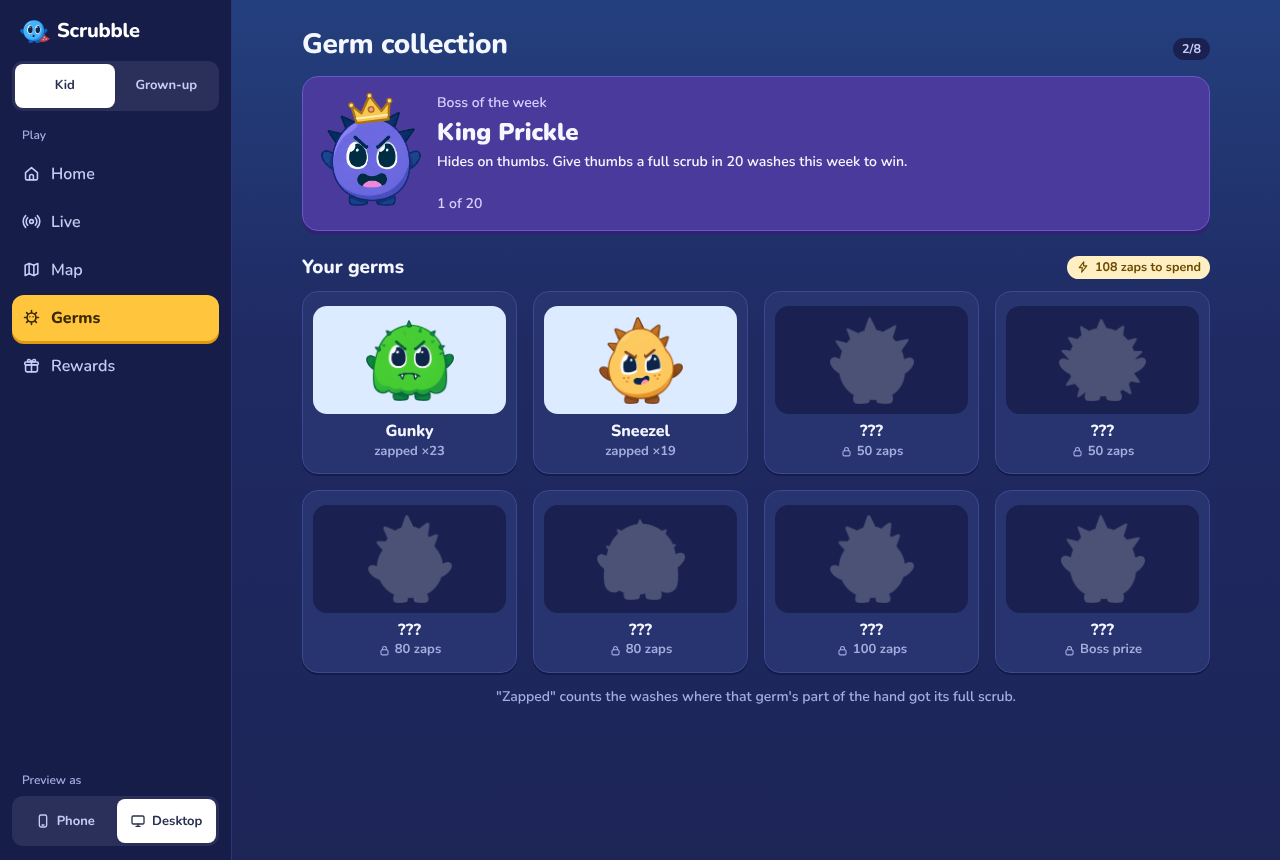 Scrubble
Kid
Grown-up
Play
Home
Live
Map
Germs
Rewards
Preview as
Phone
Desktop
Germ collection
2/8
Boss of the week
King Prickle
Hides on thumbs. Give thumbs a full scrub in 20 washes this week to win.
1 of 20
Your germs
108 zaps to spend
Gunky
zapped ×23
Sneezel
zapped ×19
???
50 zaps
???
50 zaps
???
80 zaps
???
80 zaps
???
100 zaps
???
Boss prize
"Zapped" counts the washes where that germ's part of the hand got its full scrub.